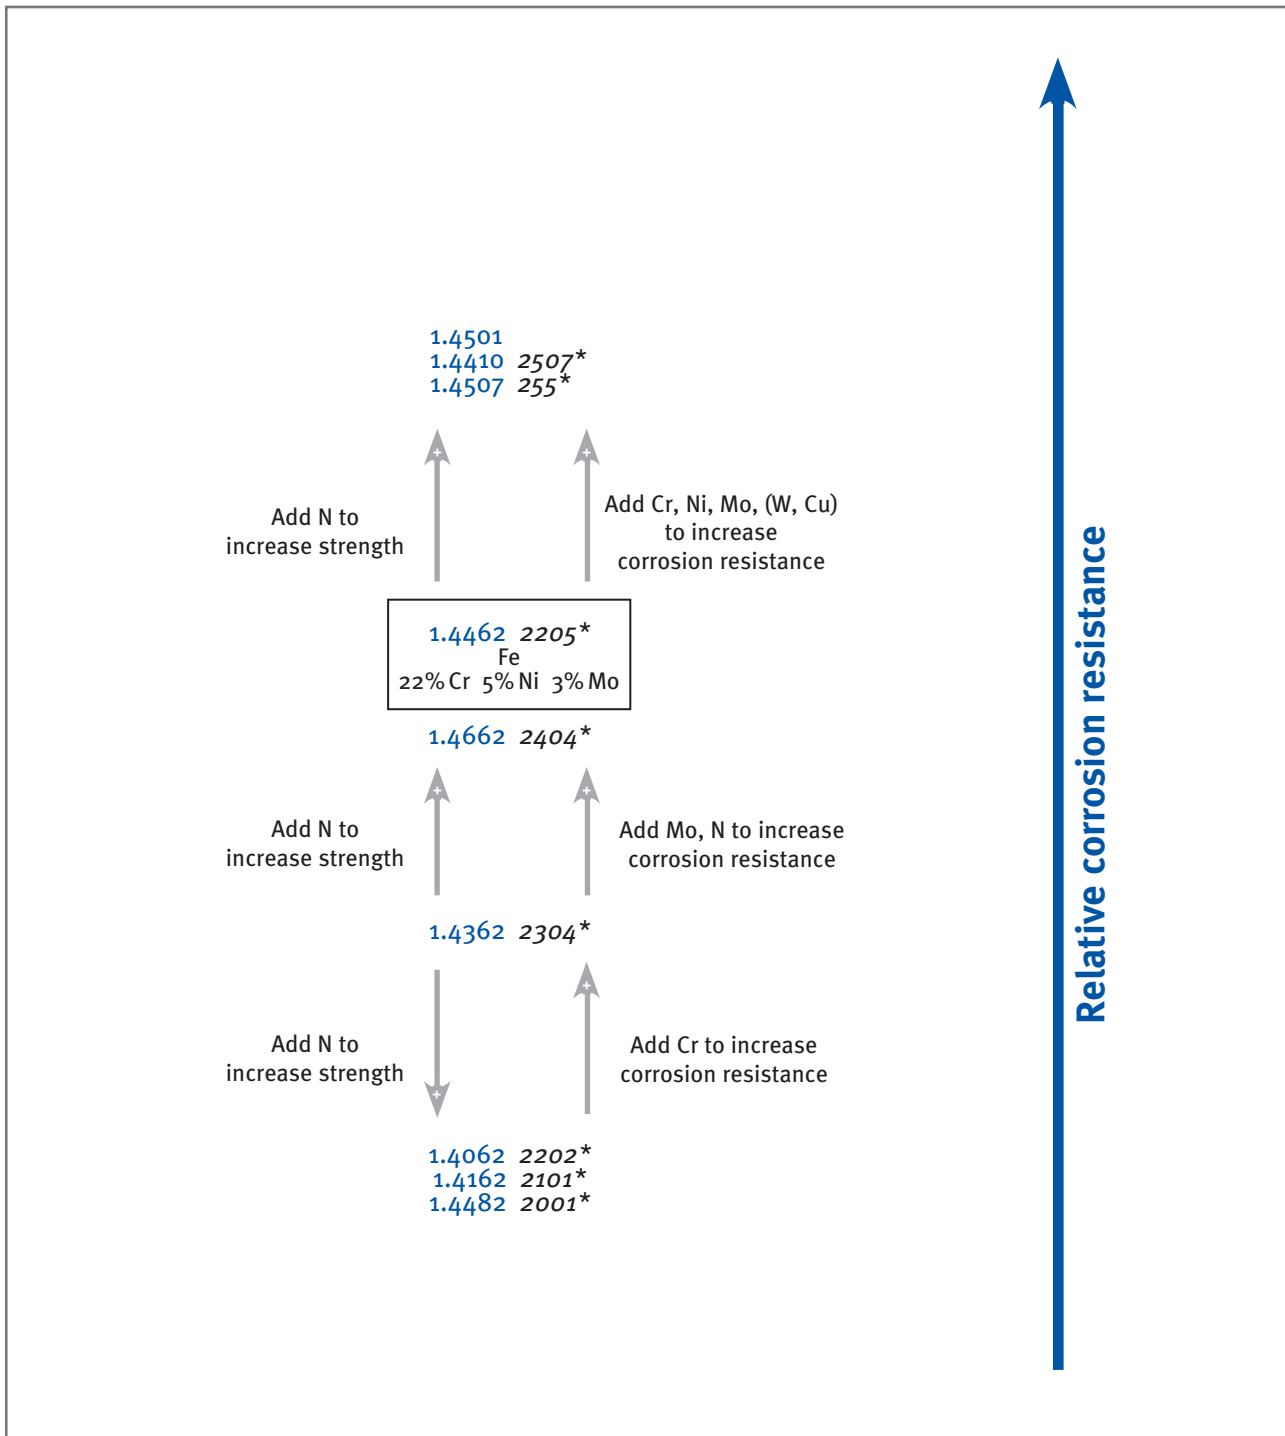 1.4501
1.4410 2507*
1.4507 255*
Add N to
increase strength
Add Cr, Ni, Mo, (W, Cu)
to increase
corrosion resistance
1.4462 2205*
Fe
22% Cr 5% Ni 3% Mo
1.4662 2404*
Add N to
increase strength
Add Mo, N to increase
corrosion resistance
1.4362 2304*
Add N to
increase strength
Add Cr to increase
corrosion resistance
1.4062 2202*
1.4162 2101*
1.4482 2001*
Relative corrosion resistance